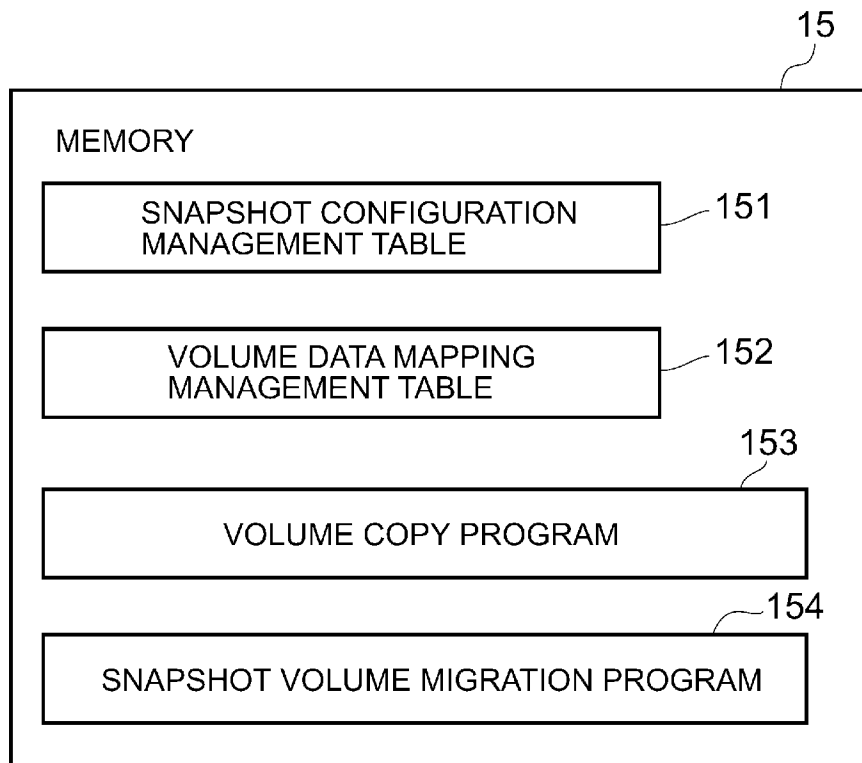 15
MEMORY
SNAPSHOT CONFIGURATION
MANAGEMENT TABLE
151
VOLUME DATA MAPPING
MANAGEMENT TABLE
152
153
VOLUME COPY PROGRAM
154
SNAPSHOT VOLUME MIGRATION PROGRAM